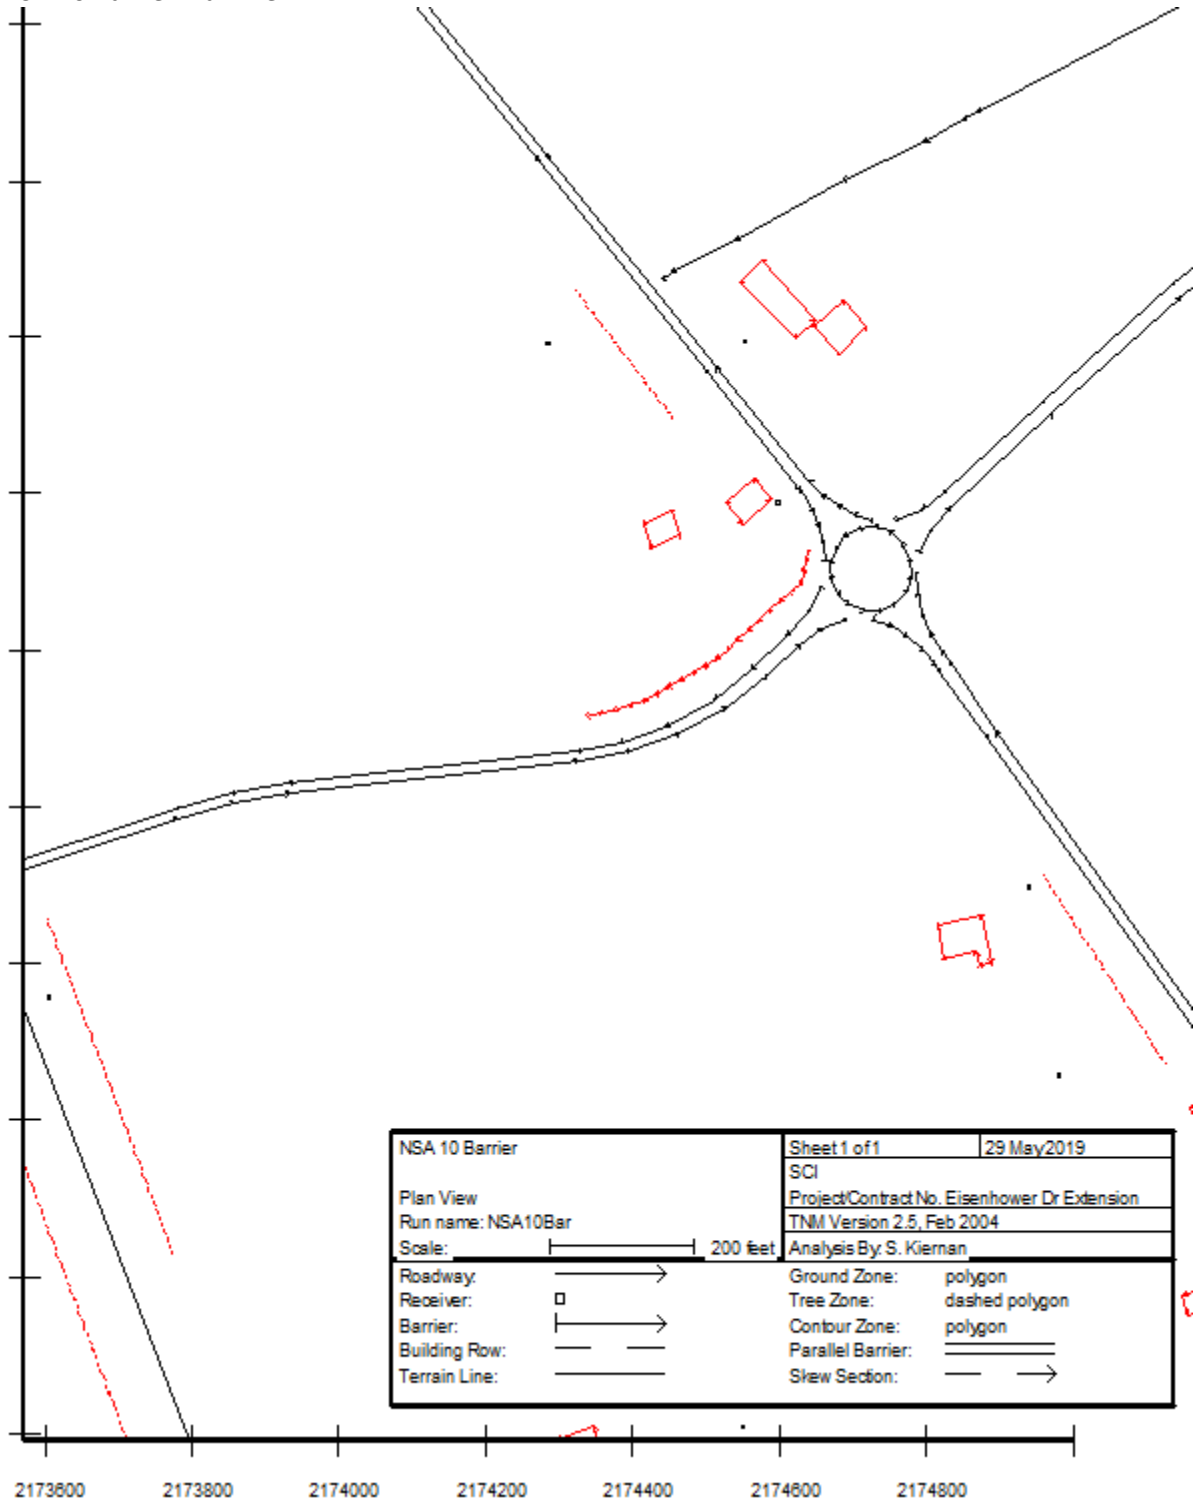 NSA 10 Barrier
Sheet 1 of 1 29 May 2019
SCI
Plan View Project/Contract No. Eisenhower Dr Extension
Run name: NSA10Bar TNM Version 2.5, Feb 2004
Scale: 200 feet Analysis By: S. Kiernan
Roadway: Ground Zone: polygon
Receiver: Tree Zone: dashed polygon
Barrier: Contour Zone: polygon
Building Row: Parallel Barrier:
Terrain Line: Skew Section:
2173600 2173800 2174000 2174200 2174400 2174600 2174800